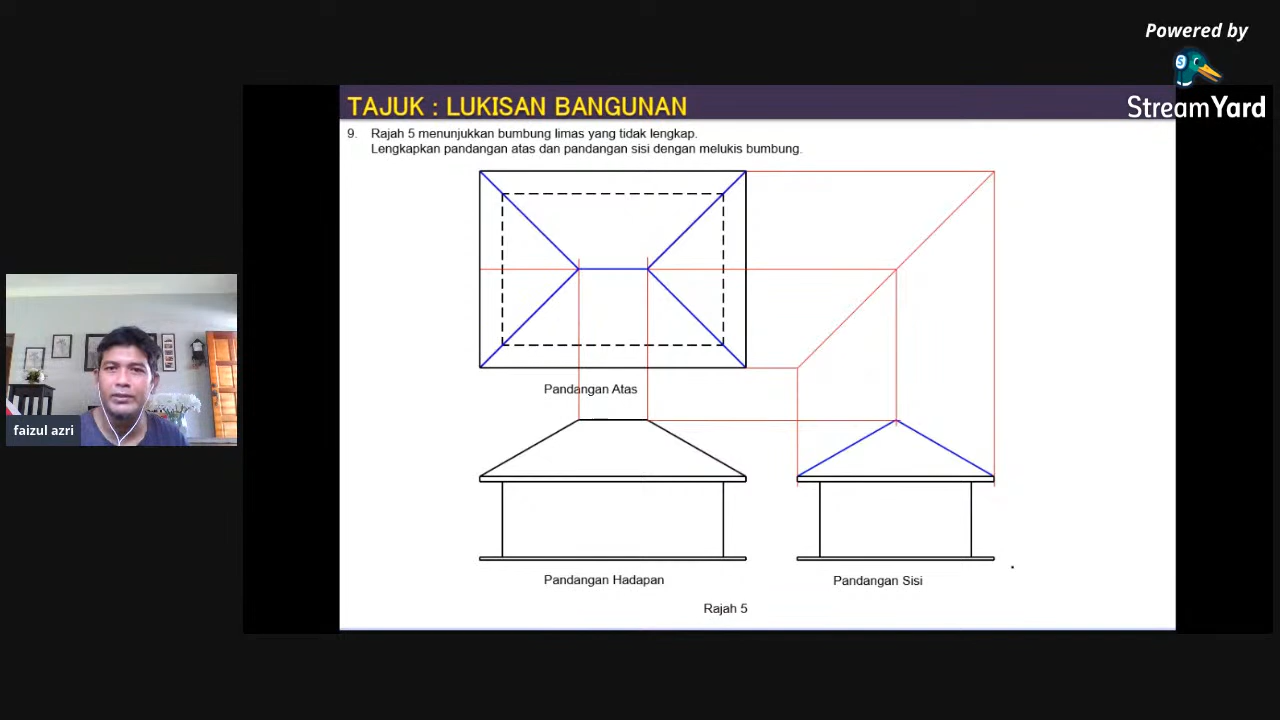 Powered by
StreamYard
TAJUK : LUKISAN BANGUNAN
9. Rajah 5 menunjukkan bumbung limas yang tidak lengkap.
Lengkapkan pandangan atas dan pandangan sisi dengan melukis bumbung.
Pandangan Atas
faizul azri
Pandangan Hadapan
Pandangan Sisi
Rajah 5